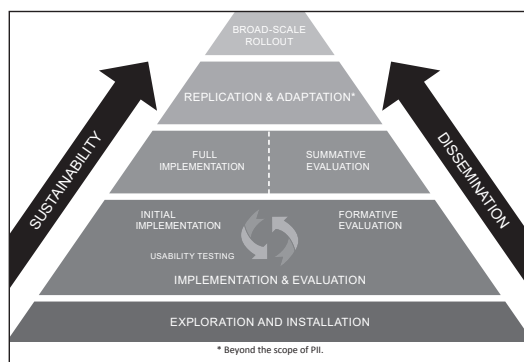 BROAD-SCALE
ROLLOUT
REPLICATION & ADAPTATION*
FULL
IMPLEMENTATION
SUMMATIVE
EVALUATION
INITIAL
IMPLEMENTATION
FORMATIVE
EVALUATION
USABILITY TESTING
IMPLEMENTATION & EVALUATION
EXPLORATION AND INSTALLATION
SUSTAINABILITY
DISSEMINATION
* Beyond the scope of PII.